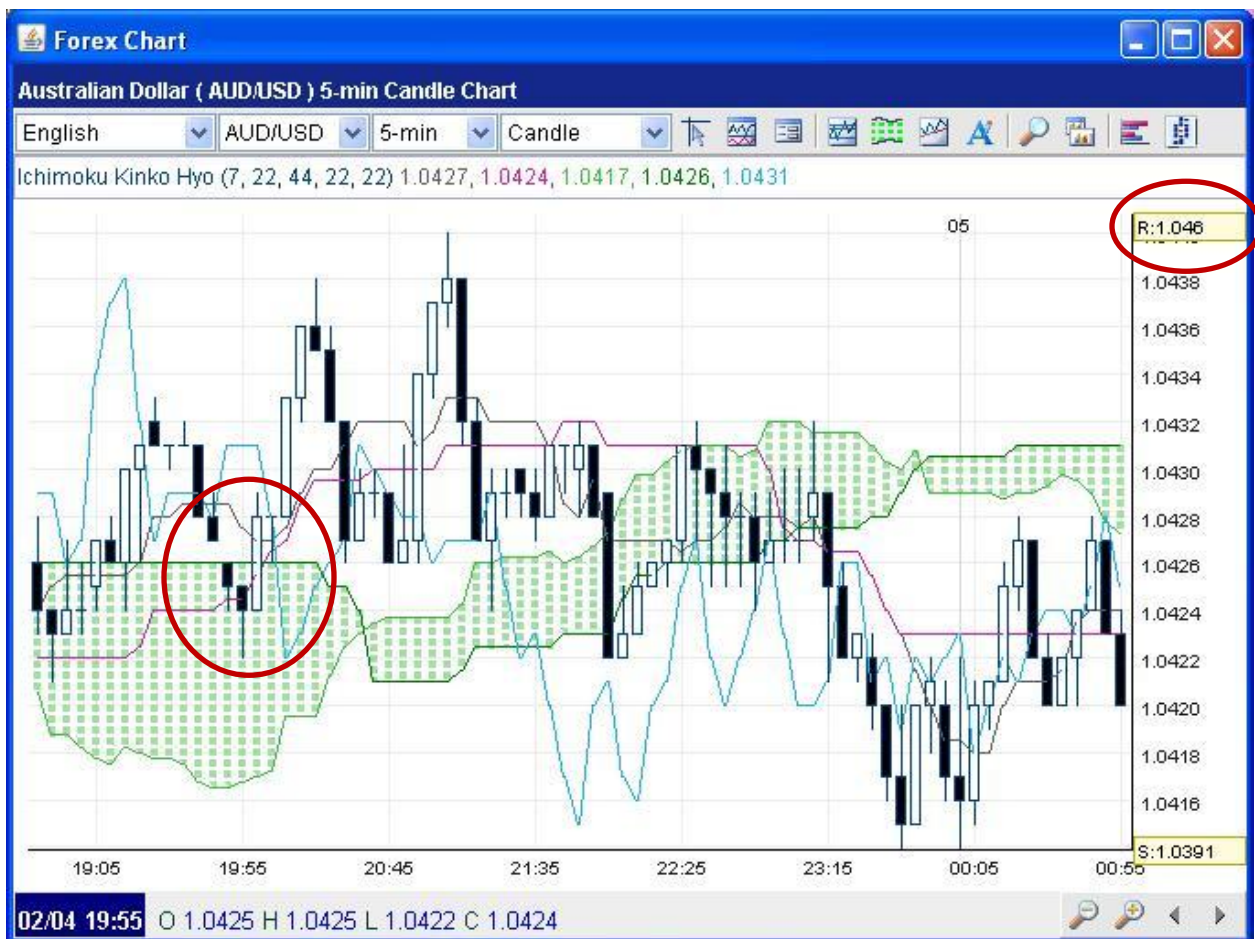 Forex Chart
Australian Dollar ( AUD/USD ) 5-min Candle Chart
English AUD/USD 5-min Candle
Ichimoku Kinko Hyo (7, 22, 44, 22, 22) 1.0427, 1.0424, 1.0417, 1.0426, 1.0431
05
R:1.046
1.0438
1.0436
1.0434
1.0432
1.0430
1.0428
1.0426
1.0424
1.0422
1.0420
1.0418
1.0416
S:1.0391
19:05 19:55 20:45 21:35 22:25 23:15 00:05 00:55
02/04 19:55 O 1.0425 H 1.0425 L 1.0422 C 1.0424